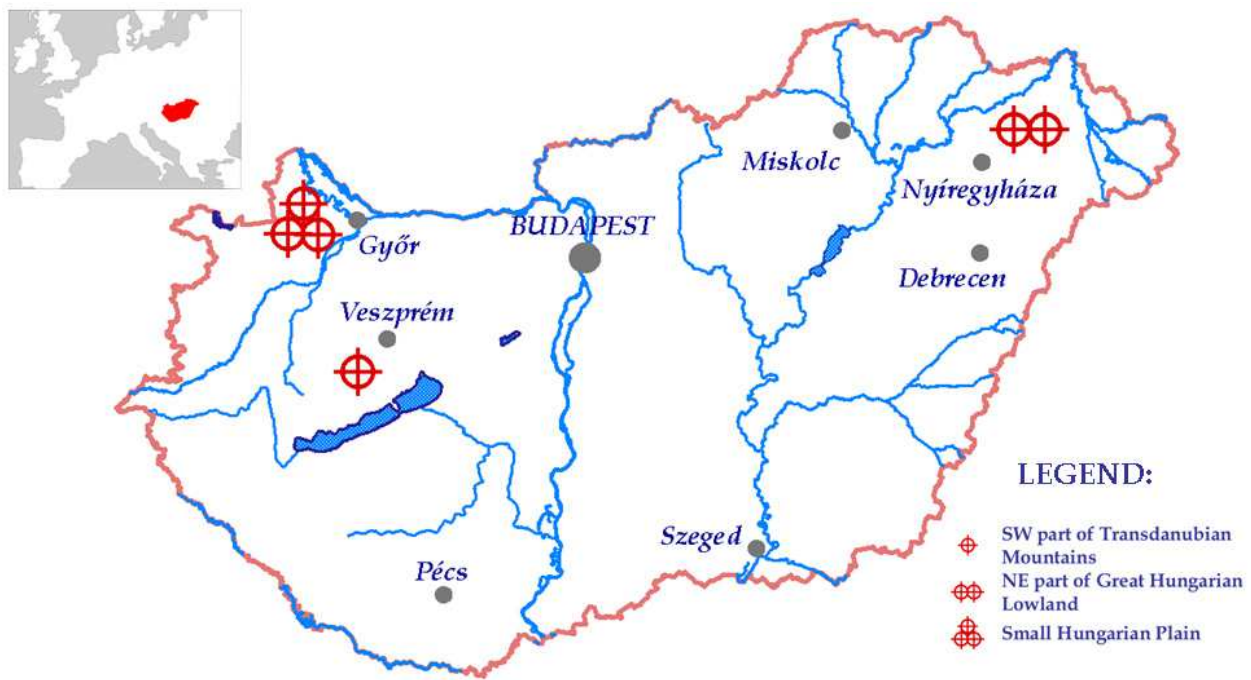 Miskolc
Nyíregyháza
BUDAPEST
Győr
Debrecen
Veszprém
LEGEND:
Szeged
SW part of Transdanubian
Mountains
Pécs
NE part of Great Hungarian
Lowland
Small Hungarian Plain